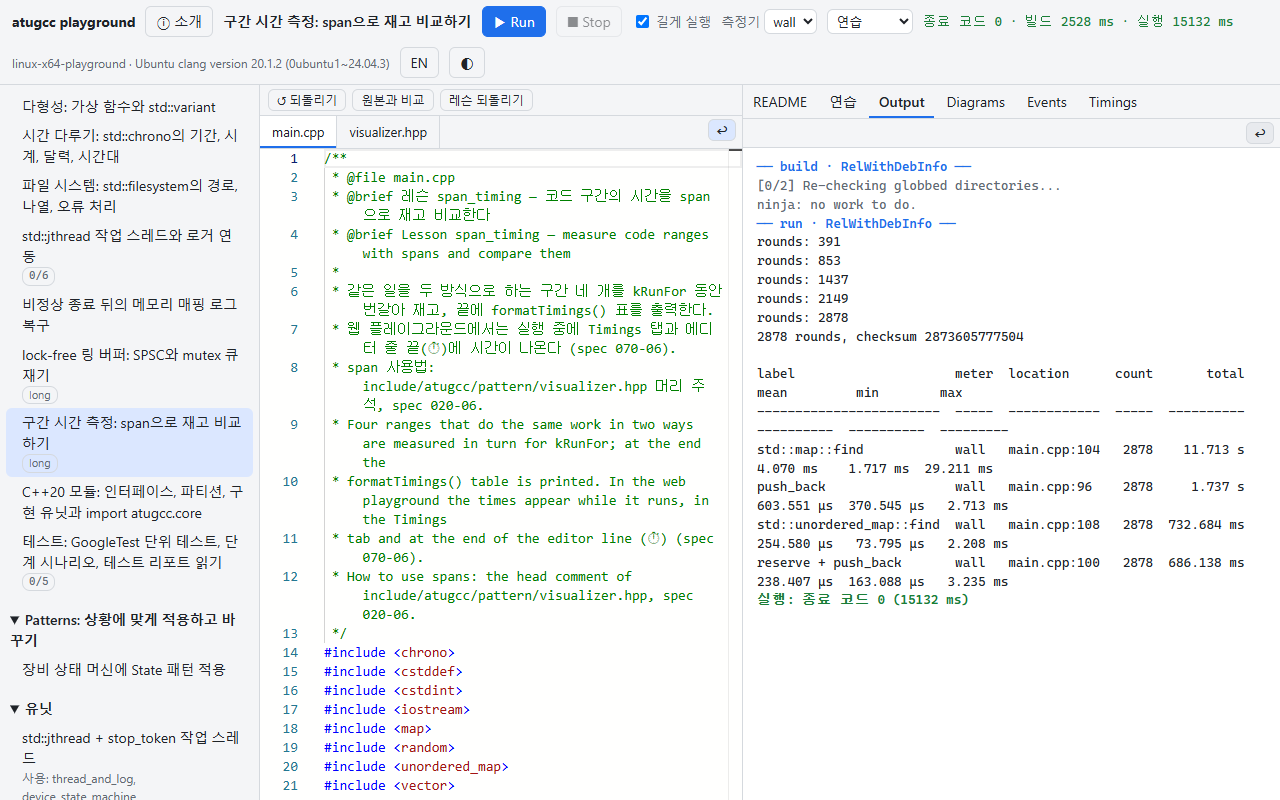 atugcc playground
ⓘ 소개
구간 시간 측정: span으로 재고 비교하기
▶ Run
■ Stop
길게 실행
측정기
wall
연습
종료 코드 0 · 빌드 2528 ms · 실행 15132 ms
linux-x64-playground · Ubuntu clang version 20.1.2 (0ubuntu1~24.04.3)
EN
다형성: 가상 함수와 std::variant
시간 다루기: std::chrono의 기간, 시
계, 달력, 시간대
파일 시스템: std::filesystem의 경로,
나열, 오류 처리
std::jthread 작업 스레드와 로거 연
동
0/6
비정상 종료 뒤의 메모리 매핑 로그
복구
lock-free 링 버퍼: SPSC와 mutex 큐
재기
long
구간 시간 측정: span으로 재고 비교
하기
long
C++20 모듈: 인터페이스, 파티션, 구
현 유닛과 import atugcc.core
테스트: GoogleTest 단위 테스트, 단
계 시나리오, 테스트 리포트 읽기
0/5
▼ Patterns: 상황에 맞게 적용하고 바
꾸기
장비 상태 머신에 State 패턴 적용
▼ 유닛
std::jthread + stop_token 작업 스레
드
사용: thread_and_log,
device_state_machine
↺ 되돌리기
원본과 비교
레슨 되돌리기
main.cpp
visualizer.hpp
1 /**
2 * @file main.cpp
3 * @brief 레슨 span_timing — 코드 구간의 시간을 span
으로 재고 비교한다
4 * @brief Lesson span_timing — measure code ranges
with spans and compare them
5 *
6 * 같은 일을 두 방식으로 하는 구간 네 개를 kRunFor 동안
번갈아 재고, 끝에 formatTimings() 표를 출력한다.
7 * 웹 플레이그라운드에서는 실행 중에 Timings 탭과 에디
터 줄 끝(⏱)에 시간이 나온다 (spec 070-06).
8 * span 사용법:
include/atugcc/pattern/visualizer.hpp 머리 주
석, spec 020-06.
9 * Four ranges that do the same work in two ways
are measured in turn for kRunFor; at the end
the
10 * formatTimings() table is printed. In the web
playground the times appear while it runs, in
the Timings
11 * tab and at the end of the editor line (⏱) (spec
070-06).
12 * How to use spans: the head comment of
include/atugcc/pattern/visualizer.hpp, spec
020-06.
13 */
14 #include <chrono>
15 #include <cstddef>
16 #include <cstdint>
17 #include <iostream>
18 #include <map>
19 #include <random>
20 #include <unordered_map>
21 #include <vector>
README
연습
Output
Diagrams
Events
Timings
── build · RelWithDebInfo ──
[0/2] Re-checking globbed directories...
ninja: no work to do.
── run · RelWithDebInfo ──
rounds: 391
rounds: 853
rounds: 1437
rounds: 2149
rounds: 2878
2878 rounds, checksum 2873605777504
label meter location count total
mean min max
------------------------ ----- ------------ ----- ----------
---------- ---------- ---------
std::map::find wall main.cpp:104 2878 11.713 s
4.070 ms 1.717 ms 29.211 ms
push_back wall main.cpp:96 2878 1.737 s
603.551 µs 370.545 µs 2.713 ms
std::unordered_map::find wall main.cpp:108 2878 732.684 ms
254.580 µs 73.795 µs 2.208 ms
reserve + push_back wall main.cpp:100 2878 686.138 ms
238.407 µs 163.088 µs 3.235 ms
실행: 종료 코드 0 (15132 ms)